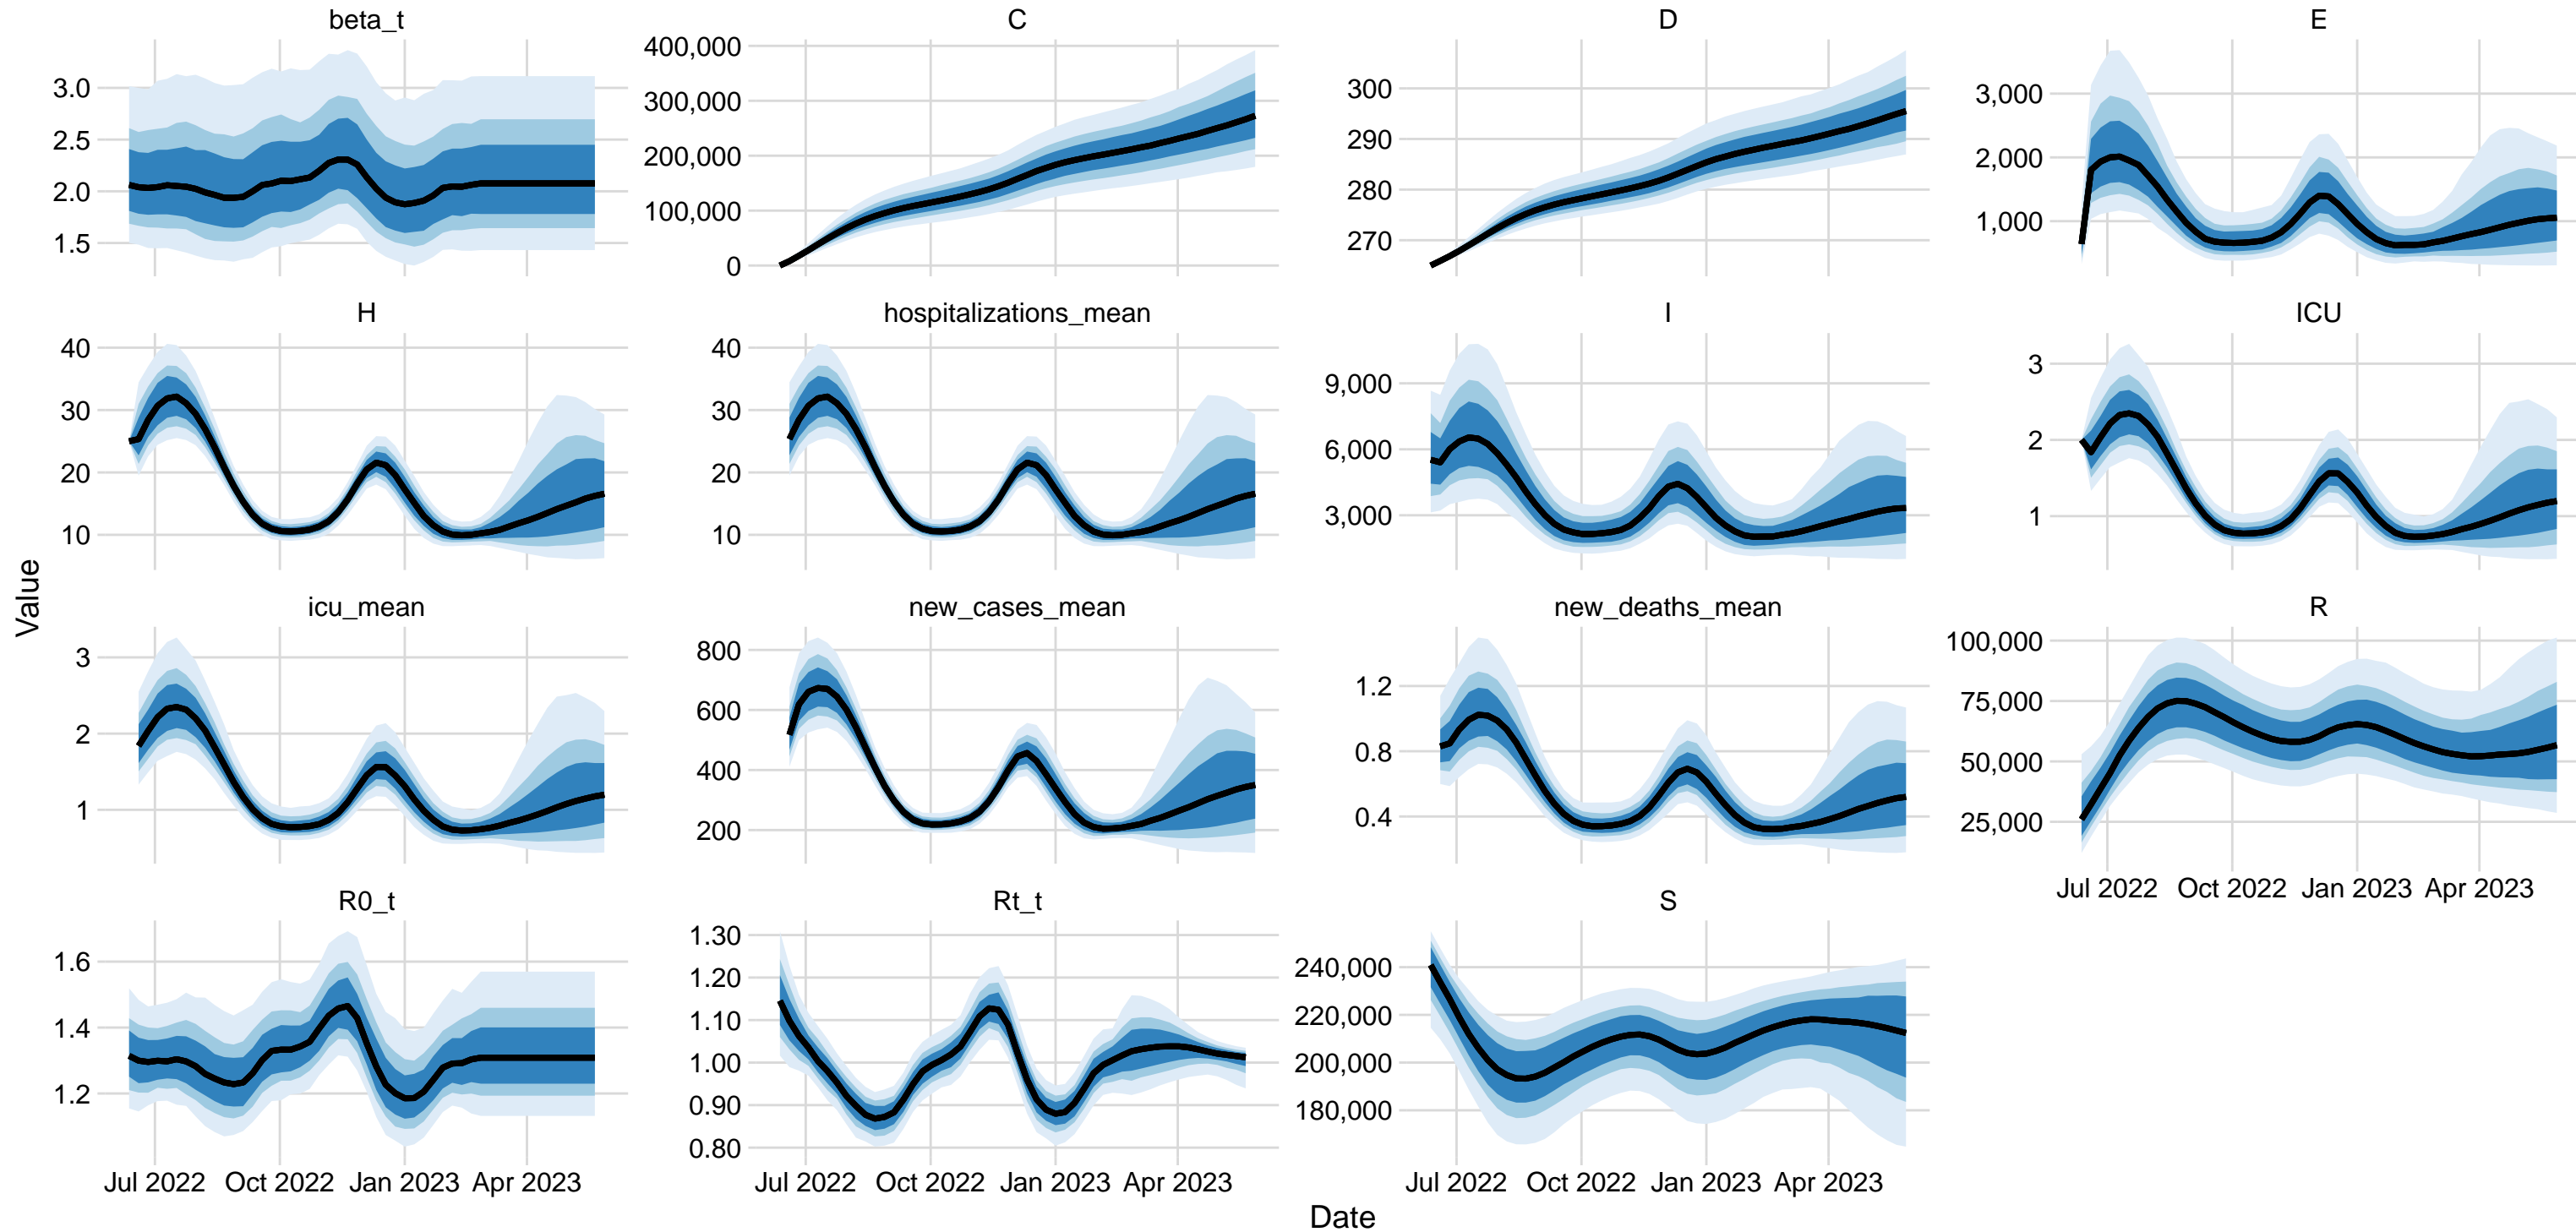 beta_t
C
D
E
3.0
2.5
2.0
1.5
400,000
300,000
200,000
100,000
0
300
290
280
270
3,000
2,000
1,000
H
hospitalizations_mean
I
ICU
40
30
20
10
40
30
20
10
9,000
6,000
3,000
3
2
1
Value
icu_mean
new_cases_mean
new_deaths_mean
R
3
2
1
800
600
400
200
1.2
0.8
0.4
100,000
75,000
50,000
25,000
Jul 2022 Oct 2022 Jan 2023 Apr 2023
R0_t
Rt_t
S
1.6
1.4
1.2
1.30
1.20
1.10
1.00
0.90
0.80
240,000
220,000
200,000
180,000
Jul 2022 Oct 2022 Jan 2023 Apr 2023
Jul 2022 Oct 2022 Jan 2023 Apr 2023
Jul 2022 Oct 2022 Jan 2023 Apr 2023
Date